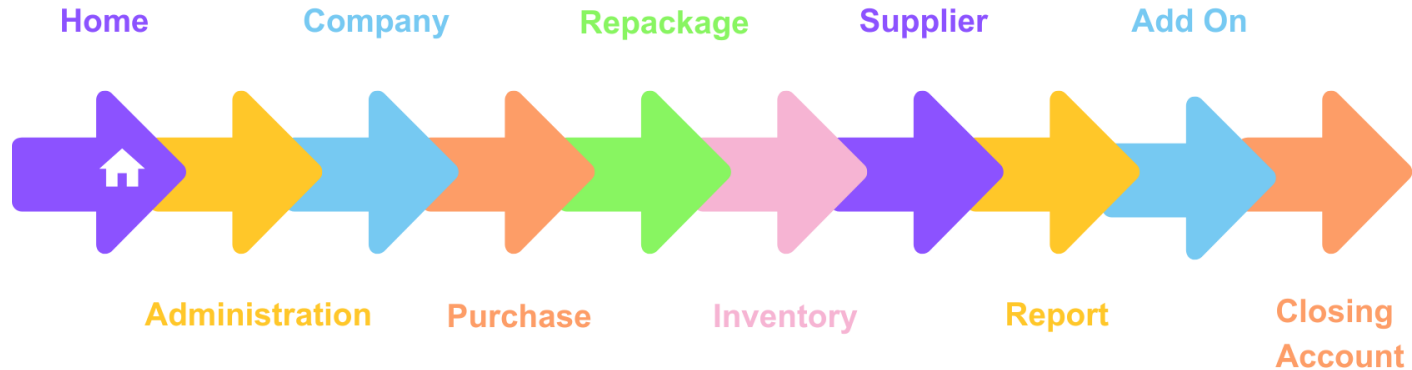 Home
Company
Repackage
Supplier
Add On
Administration
Purchase
Inventory
Report
Closing
Account